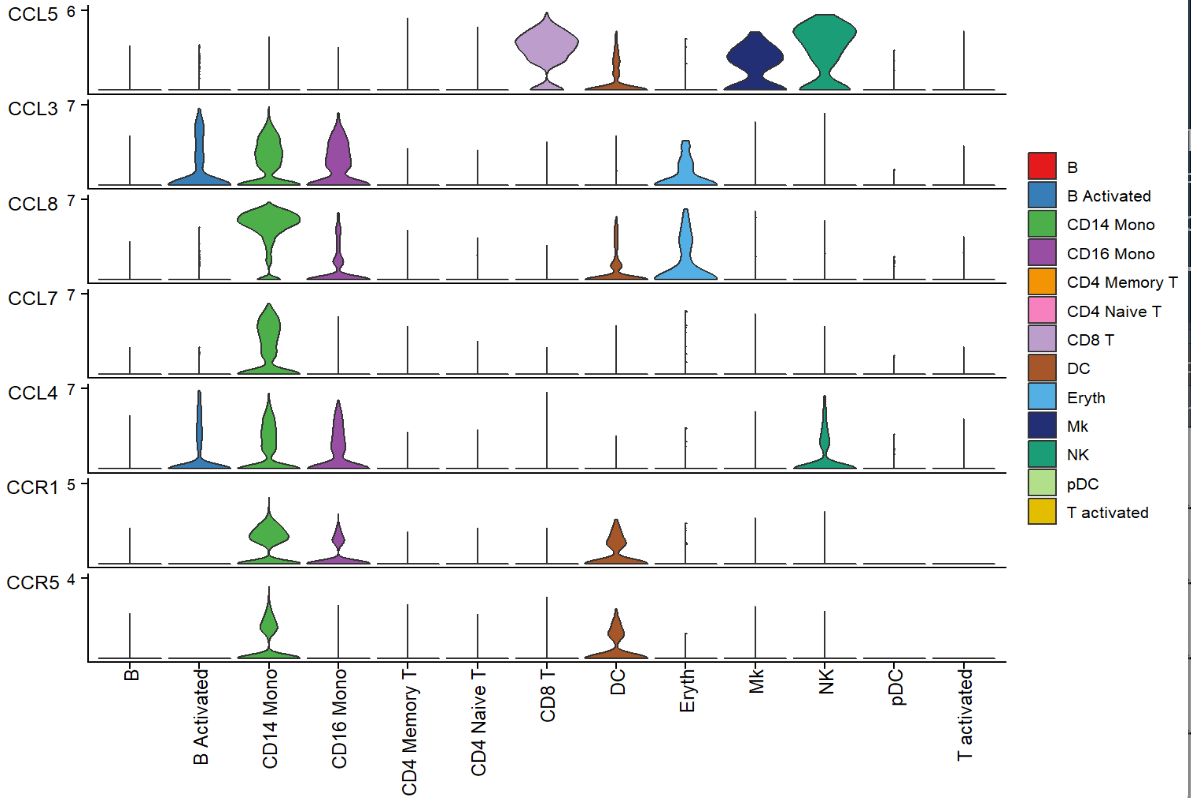 CCL5 6
CCL3 7
CCL8 7
CCL7 7
CCL4 7
CCR1 5
CCR5 4
B
B Activated
CD14 Mono
CD16 Mono
CD4 Memory T
CD4 Naive T
CD8 T
DC
Eryth
Mk
NK
pDC
T activated
B
B Activated
CD14 Mono
CD16 Mono
CD4 Memory T
CD4 Naive T
CD8 T
DC
Eryth
Mk
NK
pDC
T activated